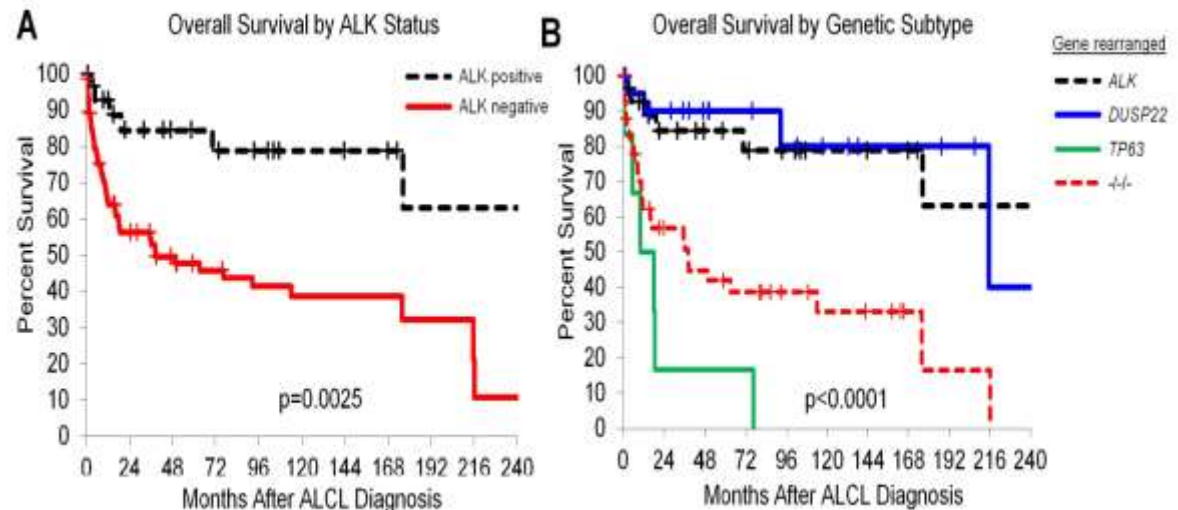 A
Overall Survival by ALK Status
ALK positive
ALK negative
Percent Survival
100
90
80
70
60
50
40
30
20
10
0
p=0.0025
0 24 48 72 96 120 144 168 192 216 240
Months After ALCL Diagnosis
B
Overall Survival by Genetic Subtype
Percent Survival
100
90
80
70
60
50
40
30
20
10
0
p<0.0001
0 24 48 72 96 120 144 168 192 216 240
Months After ALCL Diagnosis
Gene rearranged
ALK
DUSP22
TP63
-/-/-